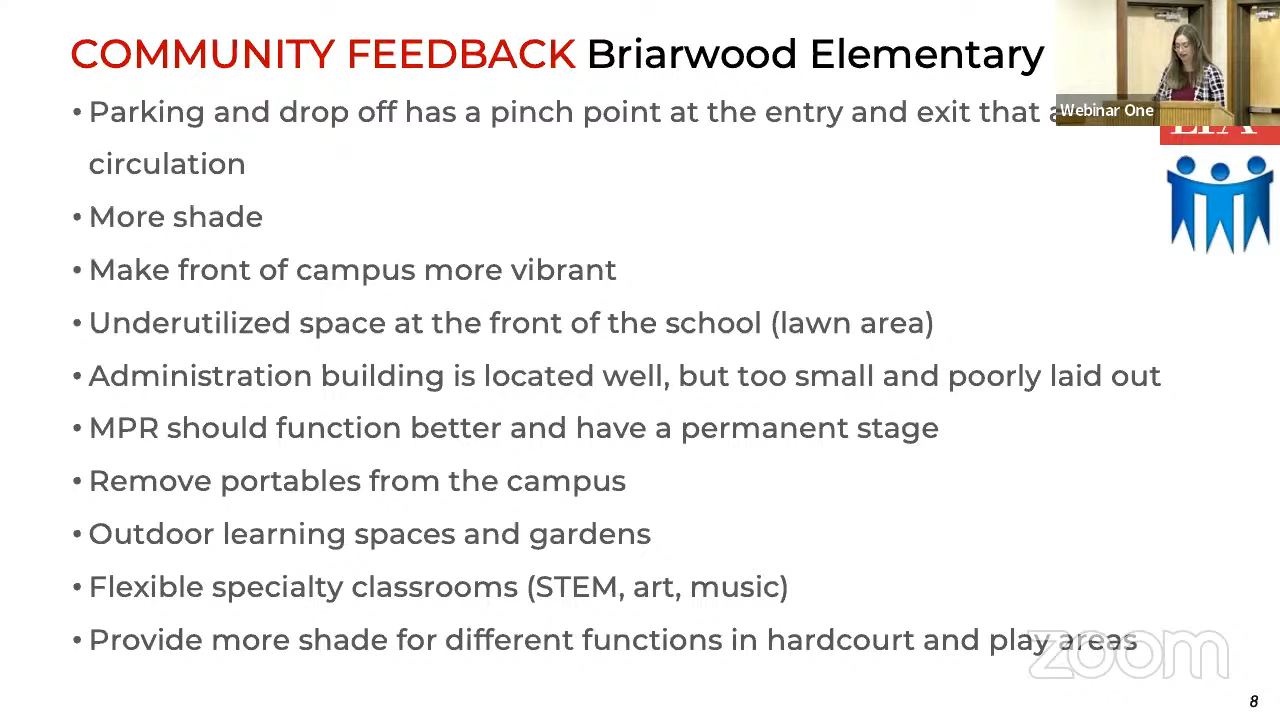 COMMUNITY FEEDBACK Briarwood Elementary
• Parking and drop off has a pinch point at the entry and exit that
circulation
• More shade
• Make front of campus more vibrant
• Underutilized space at the front of the school (lawn area)
• Administration building is located well, but too small and poorly laid out
• MPR should function better and have a permanent stage
• Remove portables from the campus
• Outdoor learning spaces and gardens
• Flexible specialty classrooms (STEM, art, music)
• Provide more shade for different functions in hardcourt and play areas
Webinar One
zoom
8